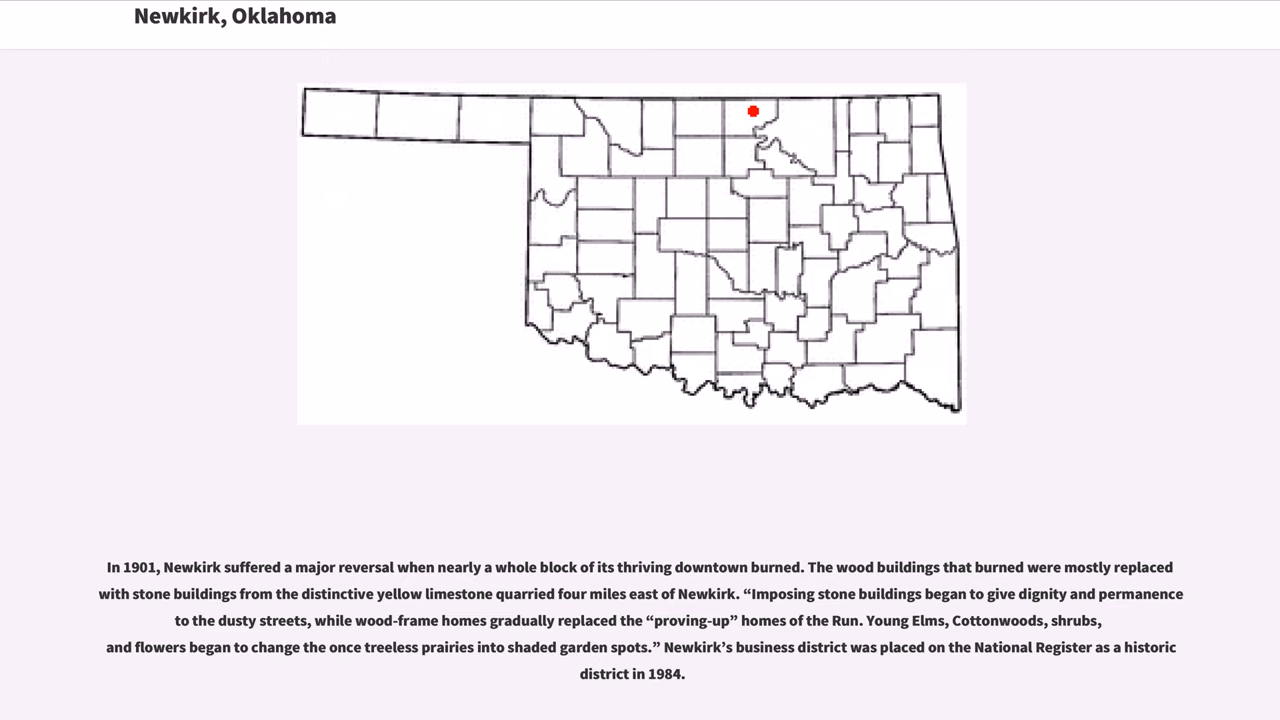 Newkirk, Oklahoma
In 1901, Newkirk suffered a major reversal when nearly a whole block of its thriving downtown burned. The wood buildings that burned were mostly replaced
with stone buildings from the distinctive yellow limestone quarried four miles east of Newkirk. “Imposing stone buildings began to give dignity and permanence
to the dusty streets, while wood-frame homes gradually replaced the “proving-up” homes of the Run. Young Elms, Cottonwoods, shrubs,
and flowers began to change the once treeless prairies into shaded garden spots.” Newkirk’s business district was placed on the National Register as a historic
district in 1984.